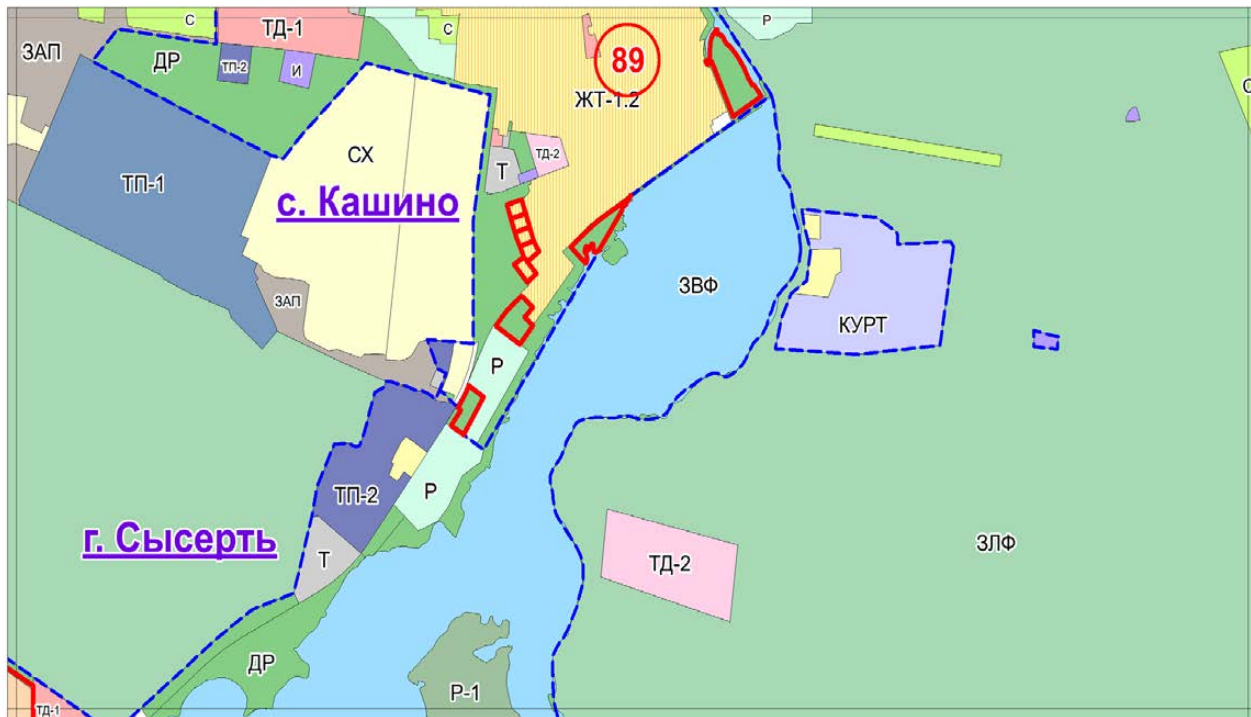 С
ТД-1
С
Р
ЗАП
ДР
ТП-2
И
89
С
ЖТ-1.2
СХ
Т
ТД-2
ТП-1
с. Кашино
ЗАП
ЗВФ
КУРТ
Р
ТП-2
Р
г. Сысерть
Т
ТД-2
ЗЛФ
ДР
Р-1
ТД-1